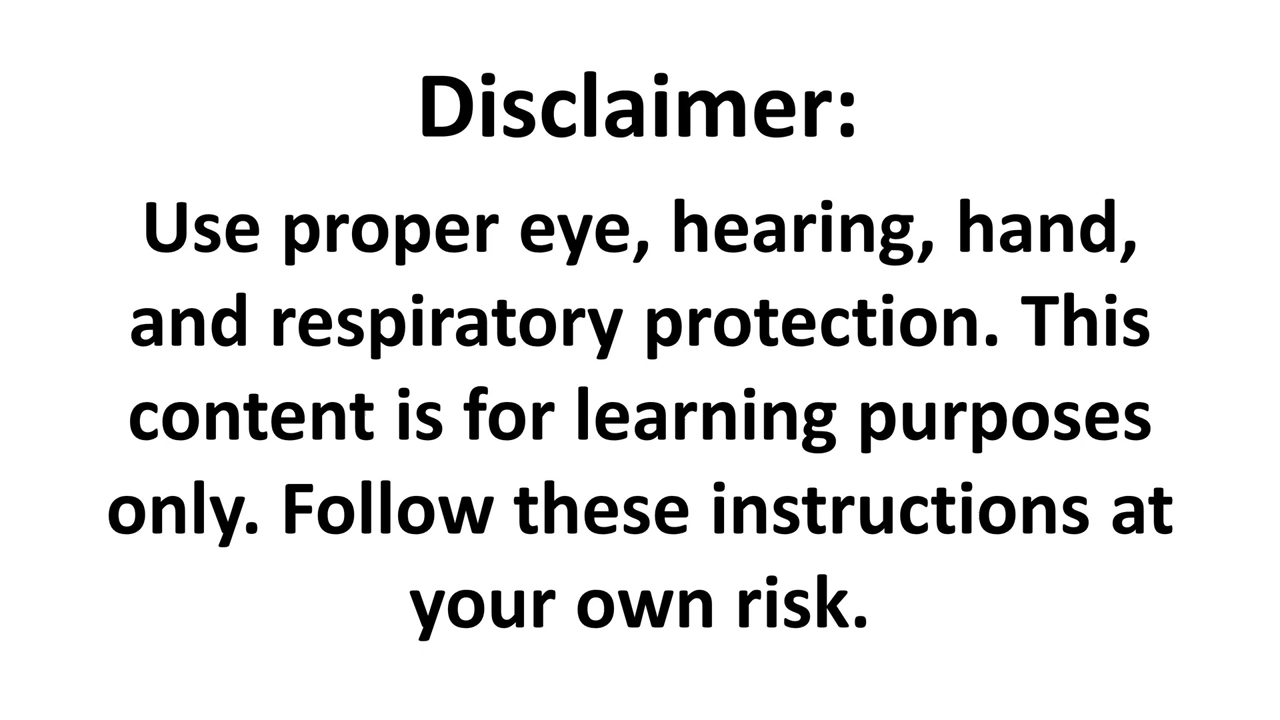 Disclaimer:
Use proper eye, hearing, hand,
and respiratory protection. This
content is for learning purposes
only. Follow these instructions at
your own risk.